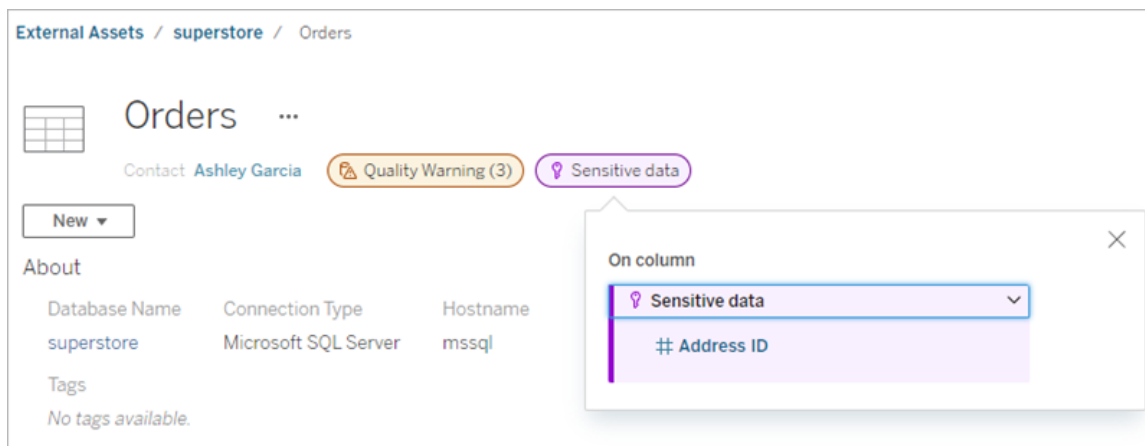 External Assets / superstore / Orders
Orders ...
Contact Ashley Garcia Quality Warning (3) Sensitive data
New
About
On column
Sensitive data
Address ID
Database Name Connection Type Hostname
superstore Microsoft SQL Server mssql
Tags
No tags available.